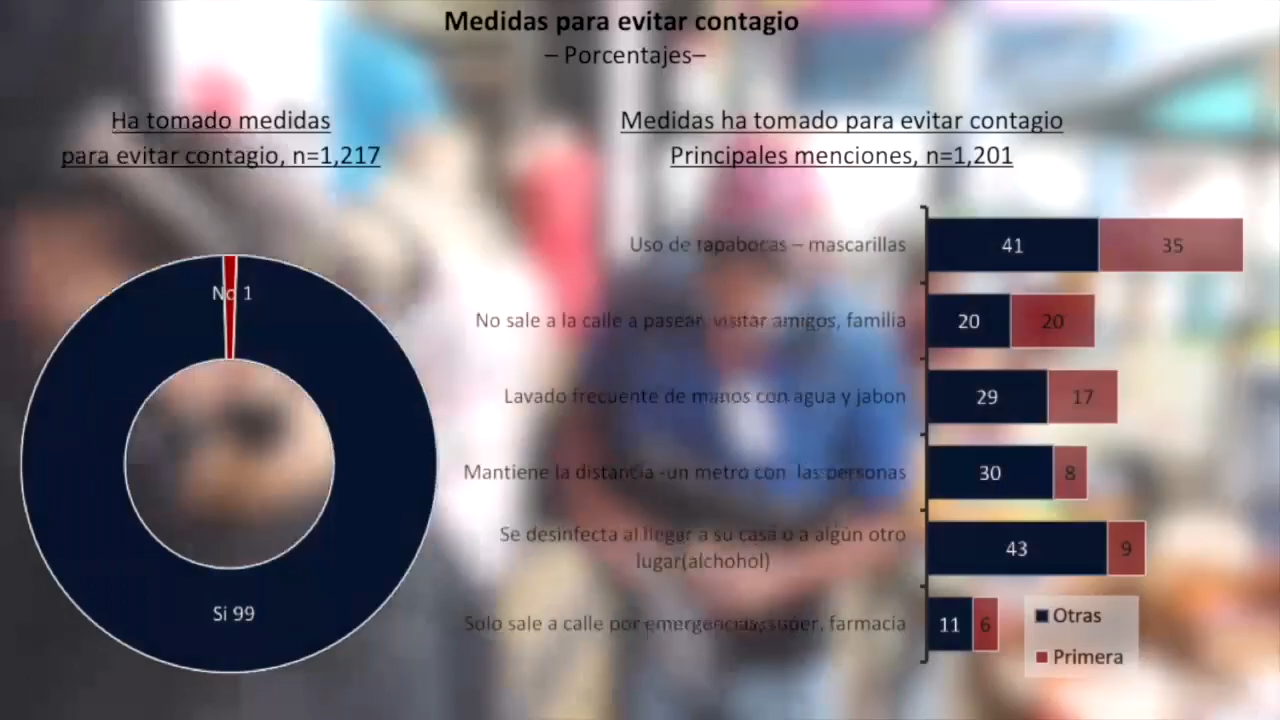 Medidas para evitar contagio
– Porcentajes–
Ha tomado medidas
para evitar contagio, n=1,217
Medidas ha tomado para evitar contagio
Principales menciones, n=1,201
No 1
Si 99
Uso de tapabocas – mascarillas
41 35
No sale a la calle a pasear, visitar amigos, familia
20 20
Lavado frecuente de manos con agua y jabon
29 17
Mantiene la distancia -un metro con las personas
30 8
Se desinfecta al llegar a su casa o a algún otro
lugar(alchohol)
43 9
Solo sale a calle por emergencias, súper, farmacia
11 6
Otras
Primera